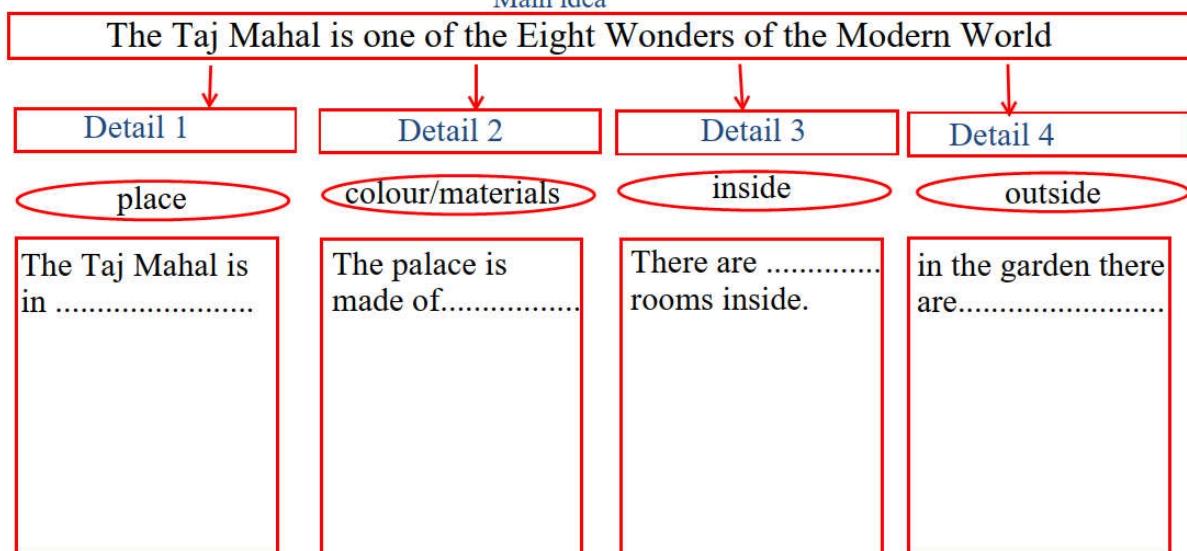 Main idea
The Taj Mahal is one of the Eight Wonders of the Modern World
Detail 1
Detail 2
Detail 3
Detail 4
place
colour/materials
inside
outside
The Taj Mahal is
in ........................
The palace is
made of.................
There are ..............
rooms inside.
in the garden there
are.........................